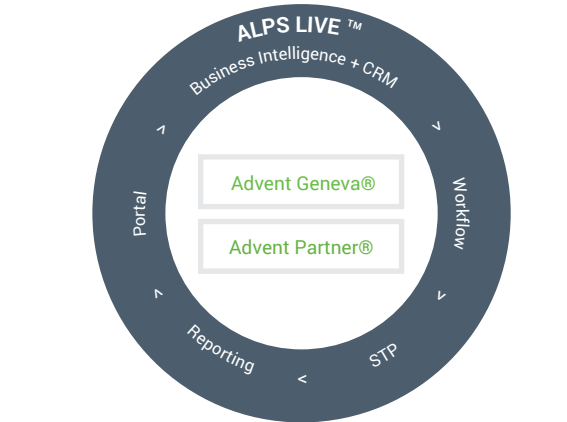 ALPS LIVE ™
Business Intelligence + CRM
>
Workflow
>
STP
<
Reporting
<
Portal
>
Advent Geneva®
Advent Partner®